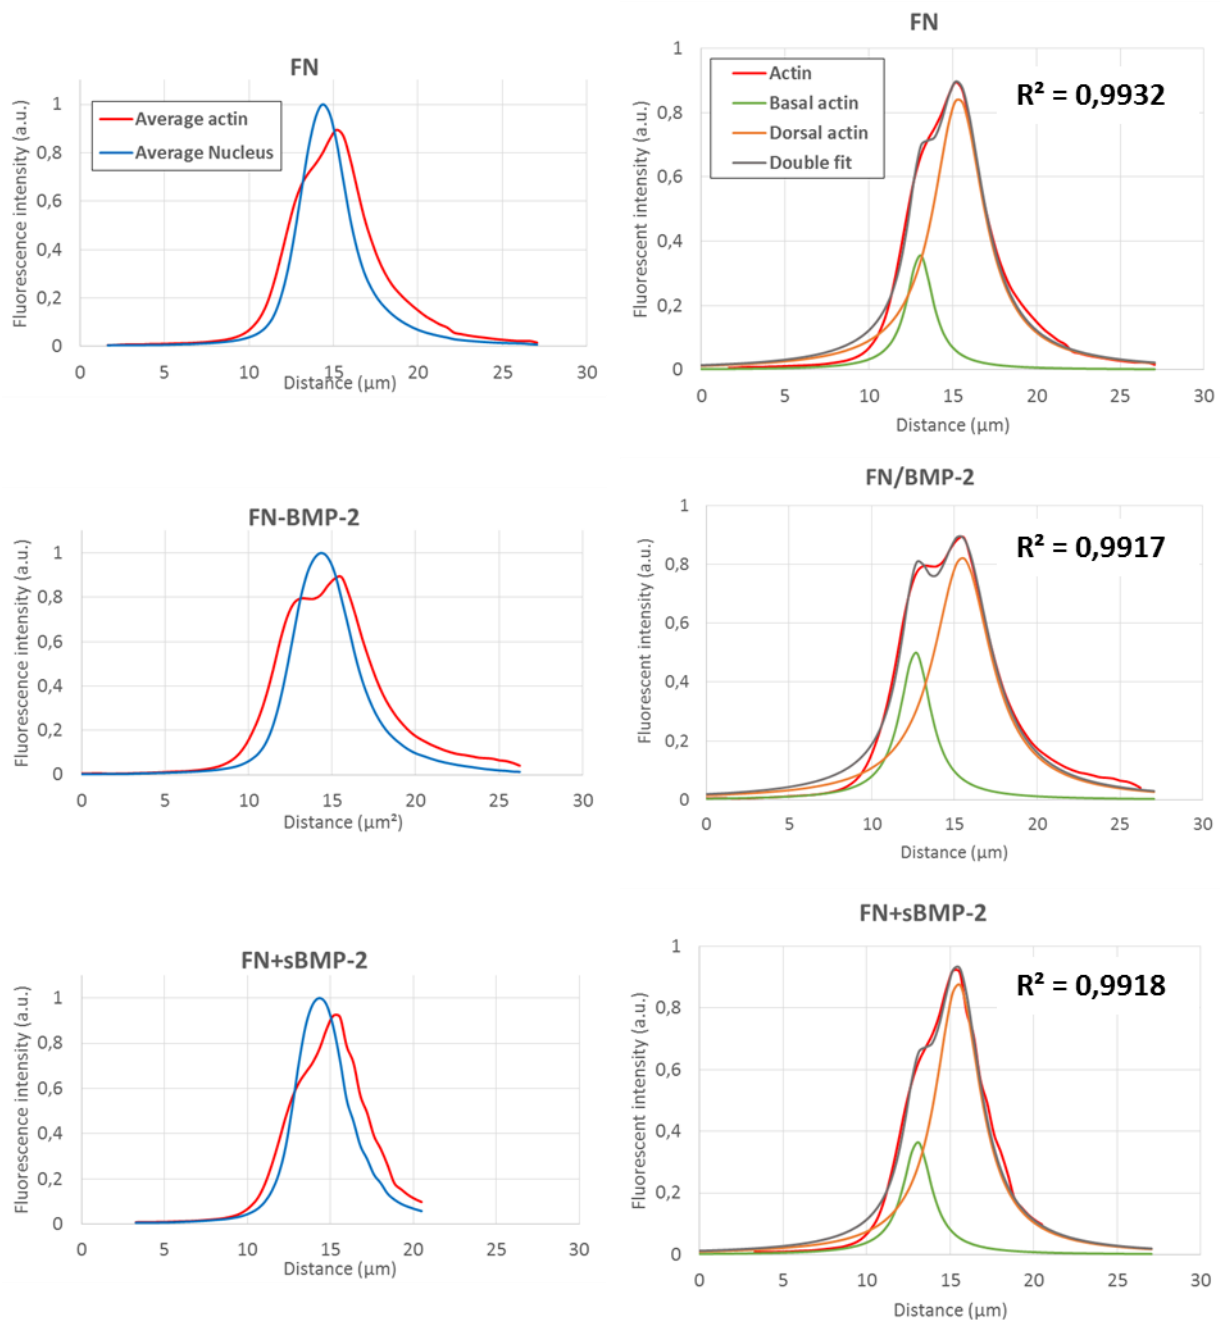 FN
Fluorescence intensity (a.u.)
1
0,8
0,6
0,4
0,2
0
Average actin
Average Nucleus
0 5 10 15 20 25 30
Distance (µm)
FN
Fluorescent intensity (a.u.)
1
0,8
0,6
0,4
0,2
0
Actin
Basal actin
Dorsal actin
Double fit
R² = 0,9932
0 5 10 15 20 25 30
Distance (µm)
FN-BMP-2
Fluorescence intensity (a.u.)
1
0,8
0,6
0,4
0,2
0
0 5 10 15 20 25 30
Distance (µm²)
FN/BMP-2
Fluorescent intensity (a.u.)
1
0,8
0,6
0,4
0,2
0
R² = 0,9917
0 5 10 15 20 25 30
Distance (µm)
FN+sBMP-2
Fluorescence intensity (a.u.)
1
0,8
0,6
0,4
0,2
0
0 5 10 15 20 25 30
Distance (µm)
FN+sBMP-2
Fluorescent intensity (a.u.)
1
0,8
0,6
0,4
0,2
0
R² = 0,9918
0 5 10 15 20 25 30
Distance (µm)